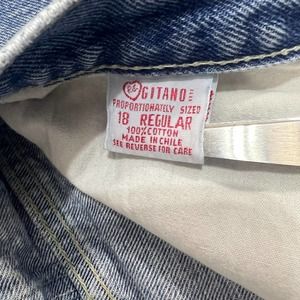 GITANO
PROPORTIONATELY SIZED
18 REGULAR
100% COTTON
MADE IN CHILE
SEE REVERSE FOR CARE